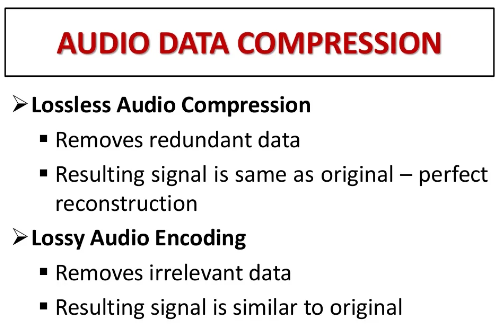 AUDIO DATA COMPRESSION
➢Lossless Audio Compression
▪ Removes redundant data
▪ Resulting signal is same as original – perfect
reconstruction
➢Lossy Audio Encoding
▪ Removes irrelevant data
▪ Resulting signal is similar to original